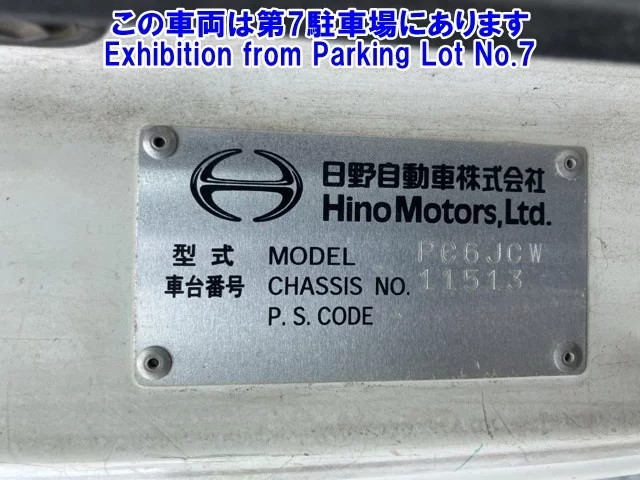 この車両は第7駐車場にあります
Exhibition from Parking Lot No.7
日野自動車株式会社
Hino Motors, Ltd.
型式 MODEL FC6JCW
車台番号 CHASSIS NO. 11513
P.S.CODE